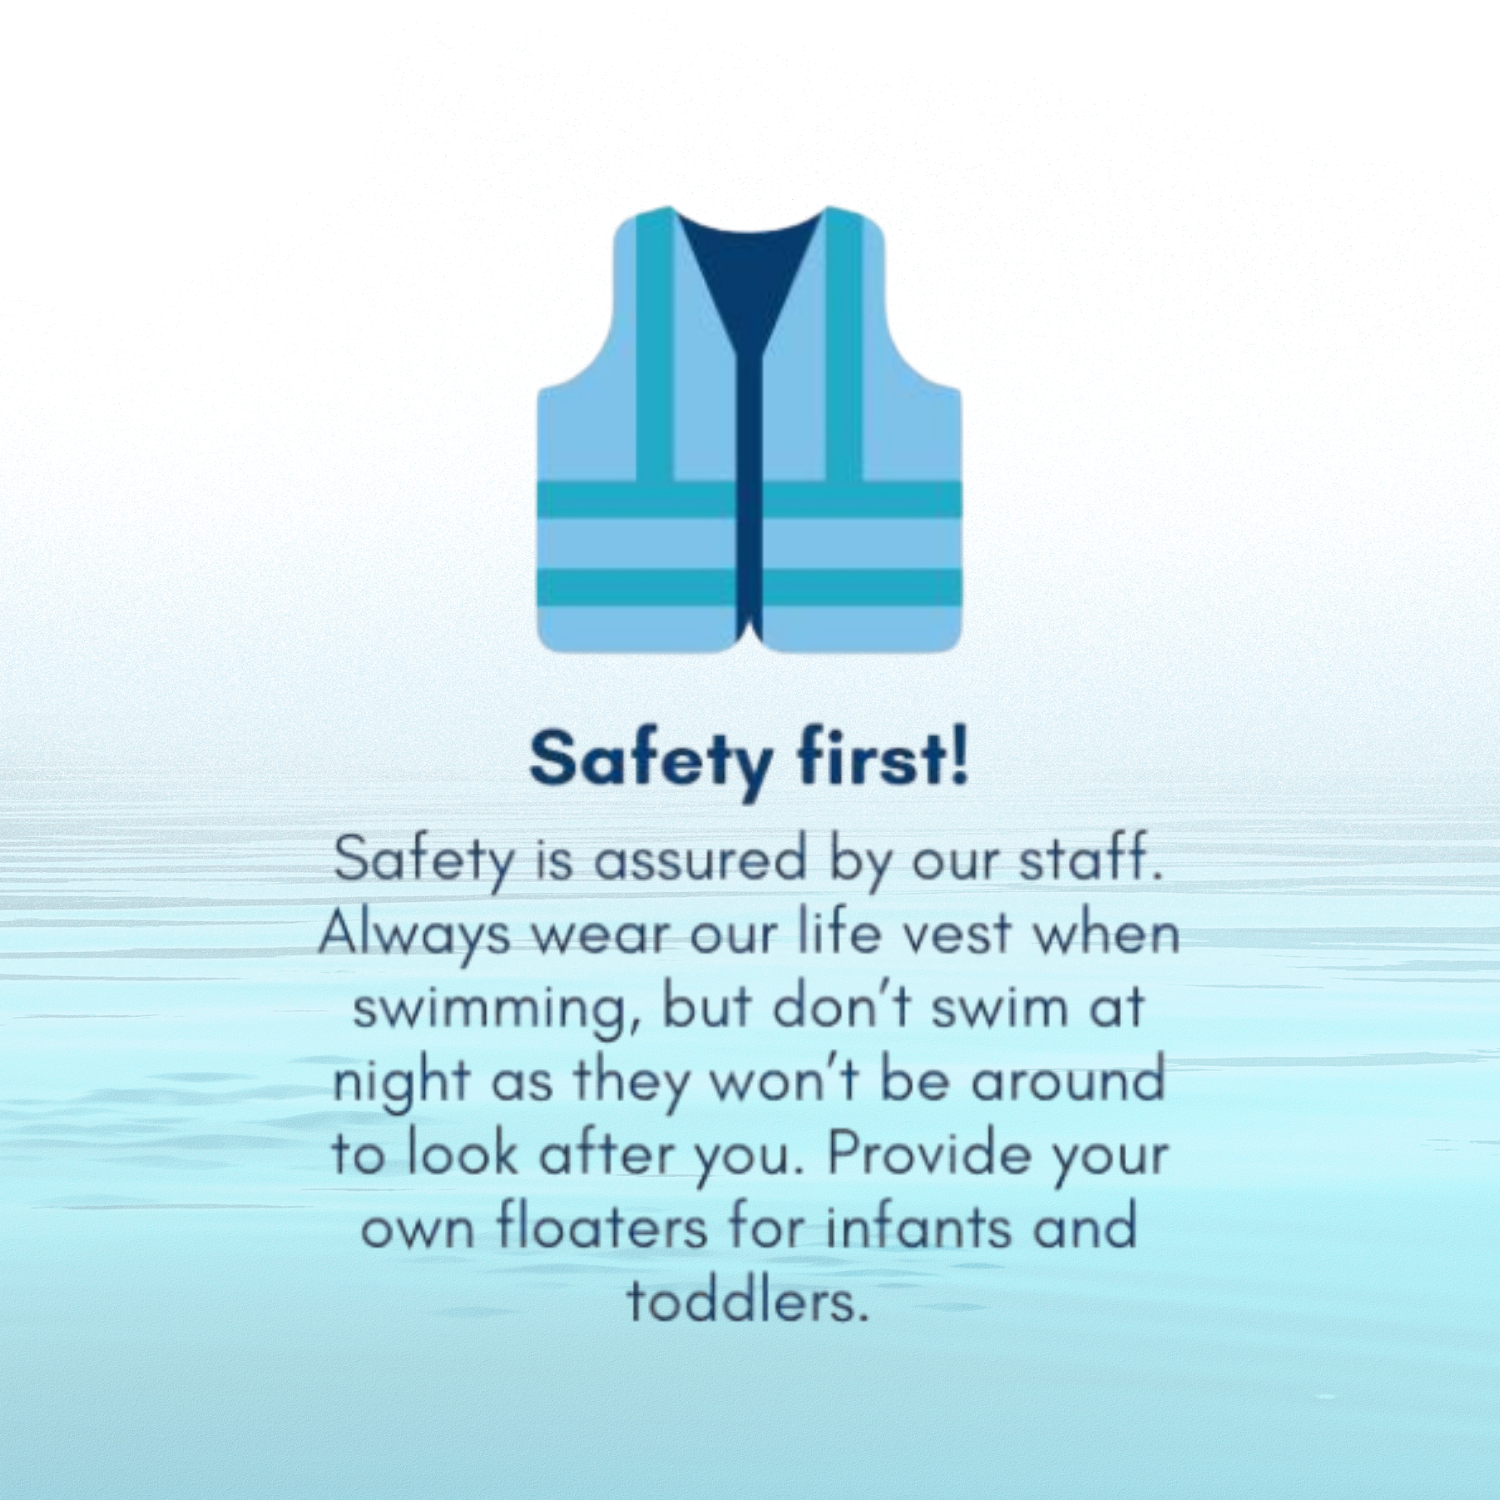 Safety first!
Safety is assured by our staff.
Always wear our life vest when
swimming, but don't swim at
night as they won't be around
to look after you. Provide your
own floaters for infants and
toddlers.